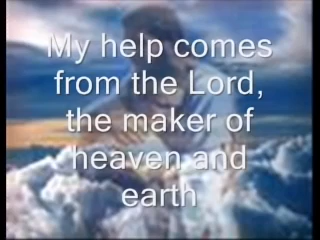 My help comes
from the Lord,
the maker of
heaven and
earth